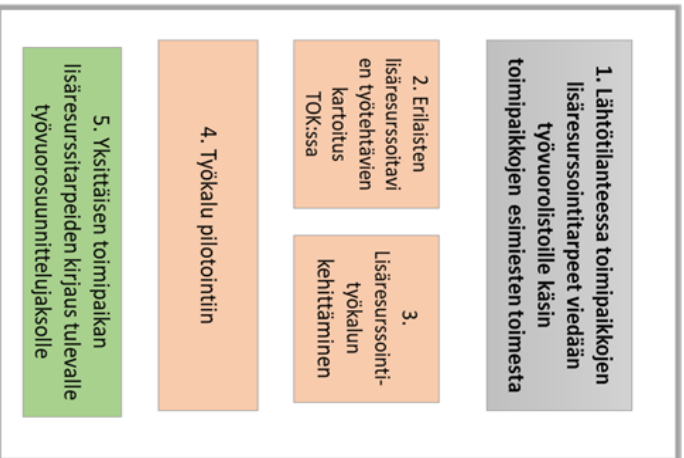 1. Lähtötilanteessa toimipaikkojen
lisäresurssointitarpeet viedään
työvuorolistoille käsin
toimipaikkojen esimiesten toimesta
2. Erilaisten
lisäresurssoitavi
en työtehtävien
kartoitus
TOK:ssa
3.
Lisäresurssointi-
työkalun
kehittäminen
4. Työkalu pilotointiin
5. Yksittäisen toimipaikan
lisäresurssitarpeiden kirjaus tulevalle
työvuorosuunnittelujaksolle